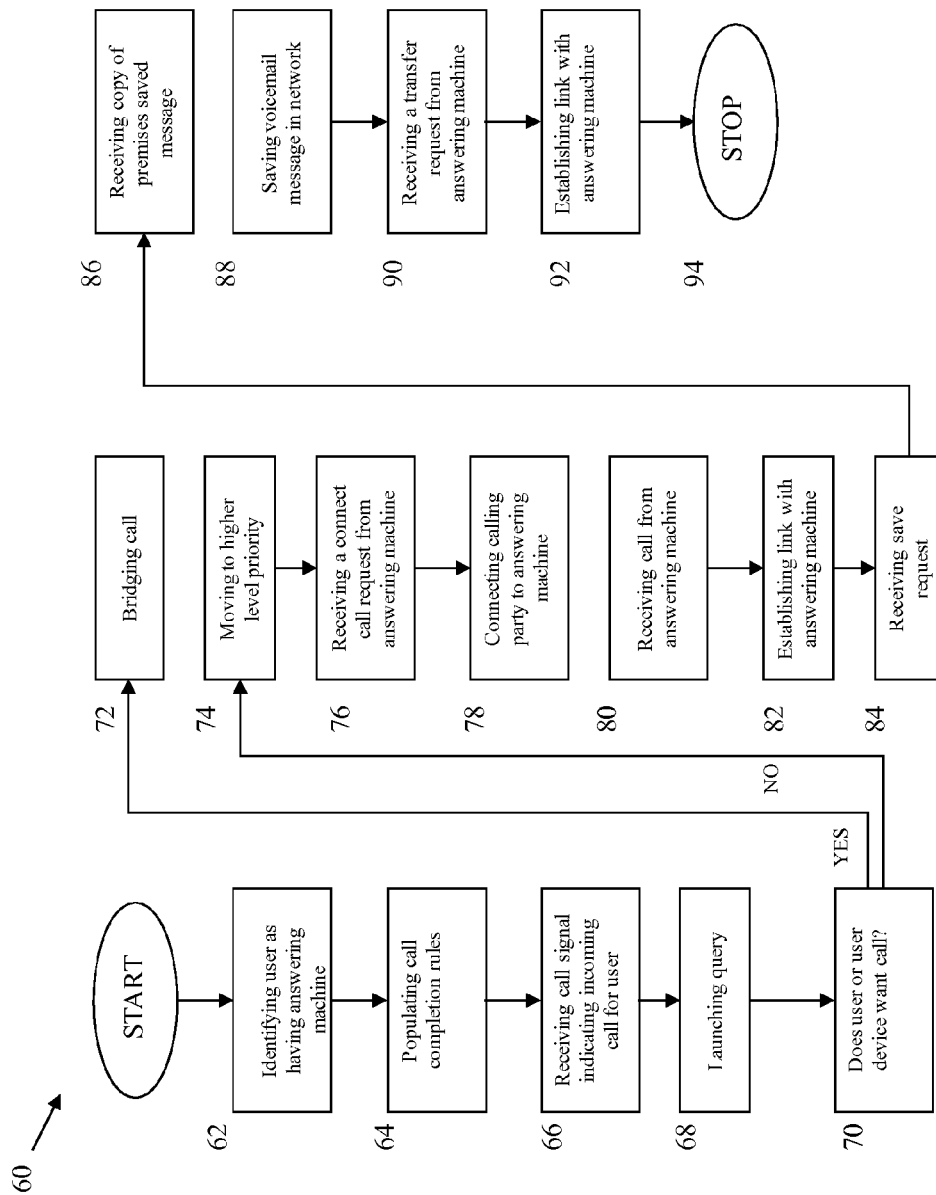 60
START
62
Identifying user as
having answering
machine
64
Populating call
completion rules
66
Receiving call signal
indicating incoming
call for user
68
Launching query
70
Does user or user
device want call?
YES
NO
72
Bridging call
74
Moving to higher
level priority
76
Receiving a connect
call request from
answering machine
78
Connecting calling
party to answering
machine
80
Receiving call from
answering machine
82
Establishing link with
answering machine
84
Receiving save
request
86
Receiving copy of
premises saved
message
88
Saving voicemail
message in network
90
Receiving a transfer
request from
answering machine
92
Establishing link with
answering machine
94
STOP